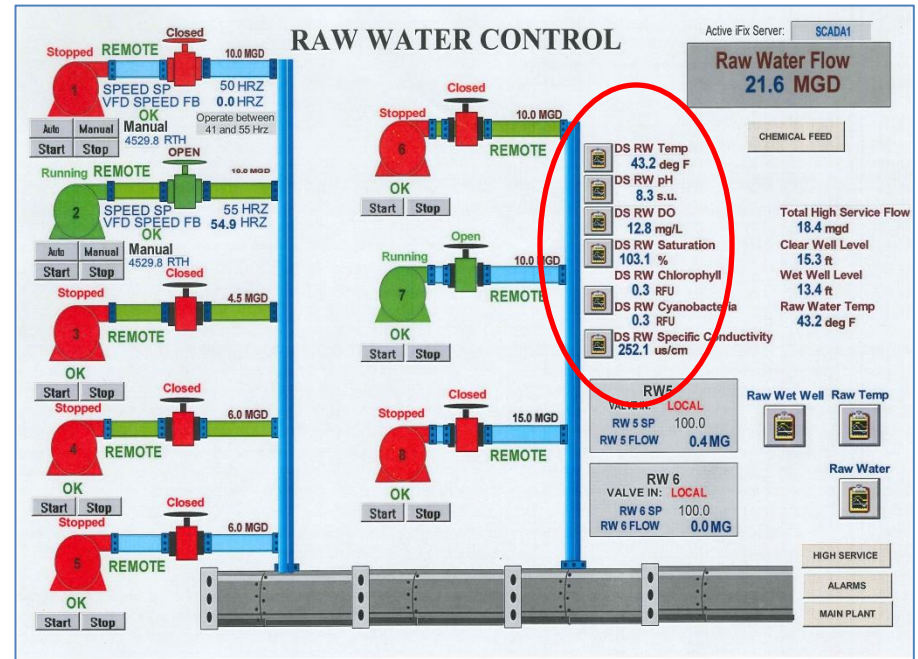 RAW WATER CONTROL
Active iFix Server: SCADA1
Raw Water Flow
21.6 MGD
CHEMICAL FEED
Closed
Stopped REMOTE 10.0 MGD
1
SPEED SP 50 HRZ
VFD SPEED FB 0.0 HRZ
OK
Operate between
41 and 55 Hrz
Auto Manual Manual
4529.8 RTH
Start Stop
OPEN
Running REMOTE 10.0 MGD
2
SPEED SP 55 HRZ
VFD SPEED FB 54.9 HRZ
OK
Auto Manual Manual
4529.8 RTH
Start Stop
Closed
Stopped
4.5 MGD
3
REMOTE
OK
Start Stop
Closed
Stopped
6.0 MGD
4
REMOTE
OK
Start Stop
Closed
Stopped
6.0 MGD
5
REMOTE
OK
Start Stop
Closed
Stopped
10.0 MGD
6
REMOTE
OK
Start Stop
Open
Running
10.0 MGD
7
REMOTE
OK
Start Stop
Closed
Stopped
15.0 MGD
8
REMOTE
OK
Start Stop
DS RW Temp
43.2 deg F
DS RW pH
8.3 s.u.
DS RW DO
12.8 mg/L
DS RW Saturation
103.1 %
DS RW Chlorophyll
0.3 RFU
DS RW Cyanobacteria
0.3 RFU
DS RW Specific Conductivity
252.1 us/cm
Total High Service Flow
18.4 mgd
Clear Well Level
15.3 ft
Wet Well Level
13.4 ft
Raw Water Temp
43.2 deg F
RW5
VALVE IN: LOCAL
RW 5 SP 100.0
RW 5 FLOW 0.4 MG
RW 6
VALVE IN: LOCAL
RW 6 SP 100.0
RW 6 FLOW 0.0 MG
Raw Wet Well
Raw Temp
Raw Water
HIGH SERVICE
ALARMS
MAIN PLANT